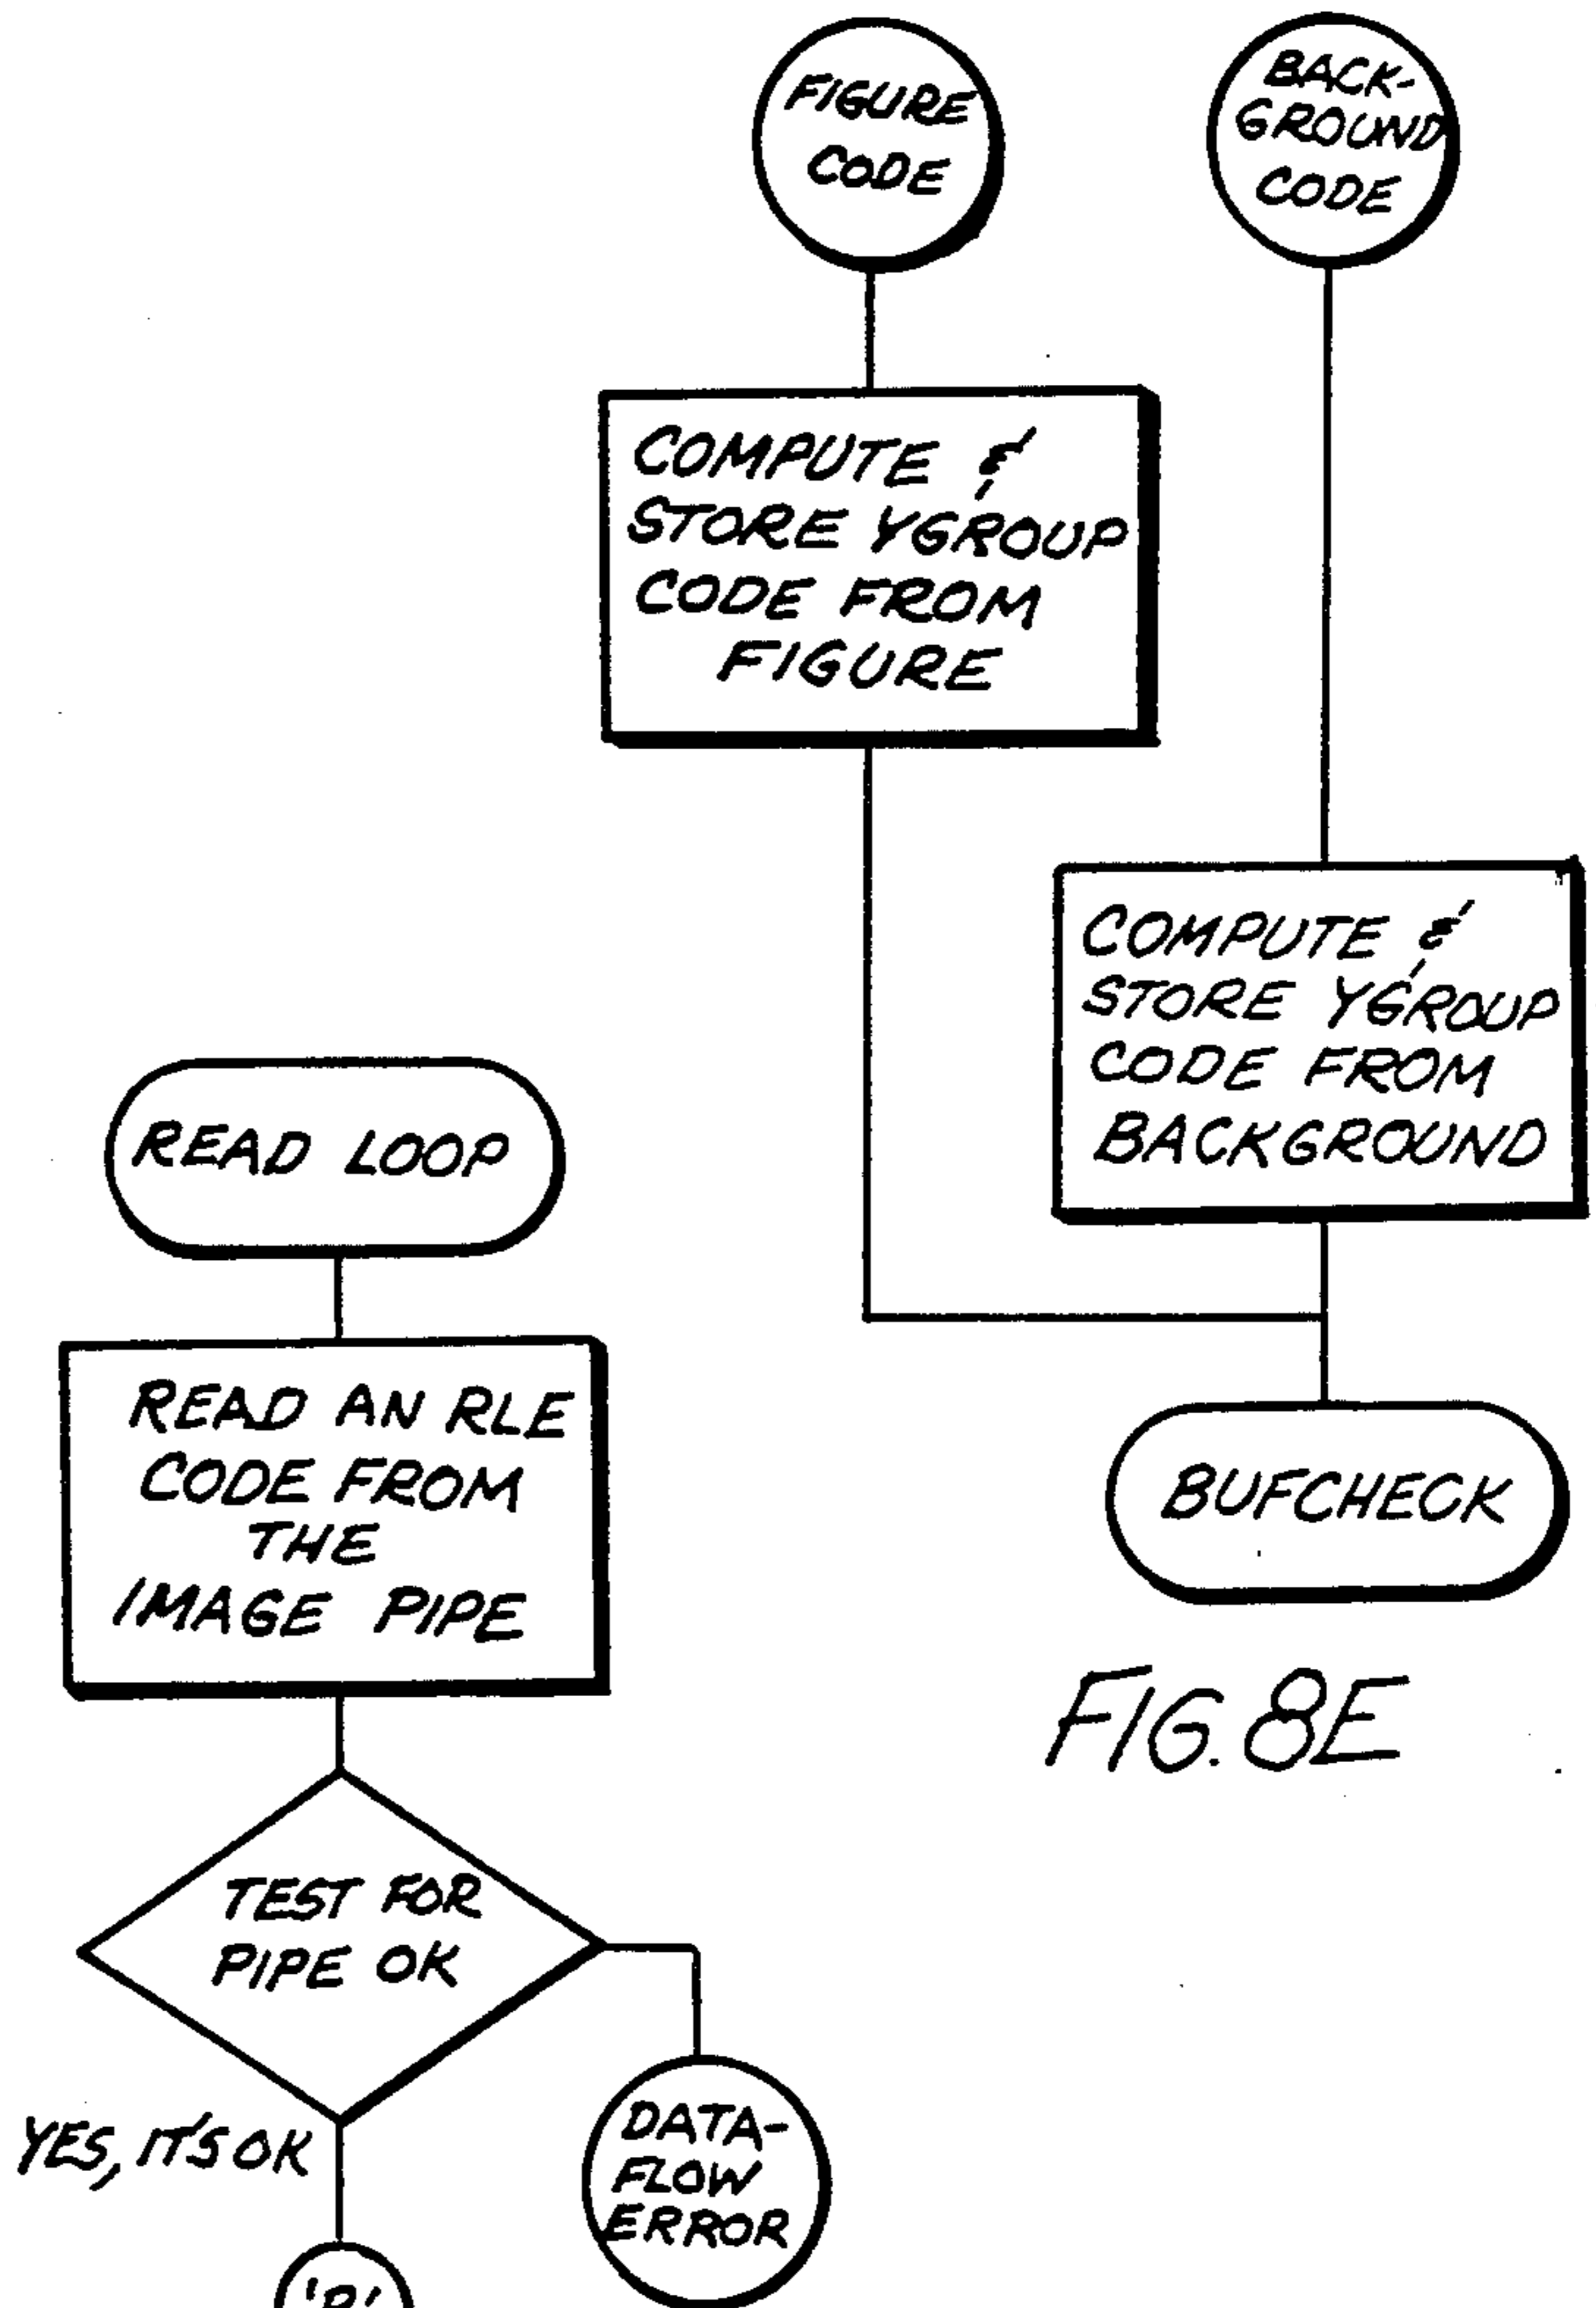 FIGURE
CODE
BACK-
GROUND
CODE
COMPUTE &
STORE YGROUP
CODE FROM
FIGURE
COMPUTE &
STORE YGROUP
CODE FROM
BACKGROUND
BUFCHECK
FIG. 8E
READ LOOP
READ AN RLE
CODE FROM
THE
IMAGE PIPE
TEST FOR
PIPE OK
YES, IT'S OK
DATA-
FLOW
ERROR